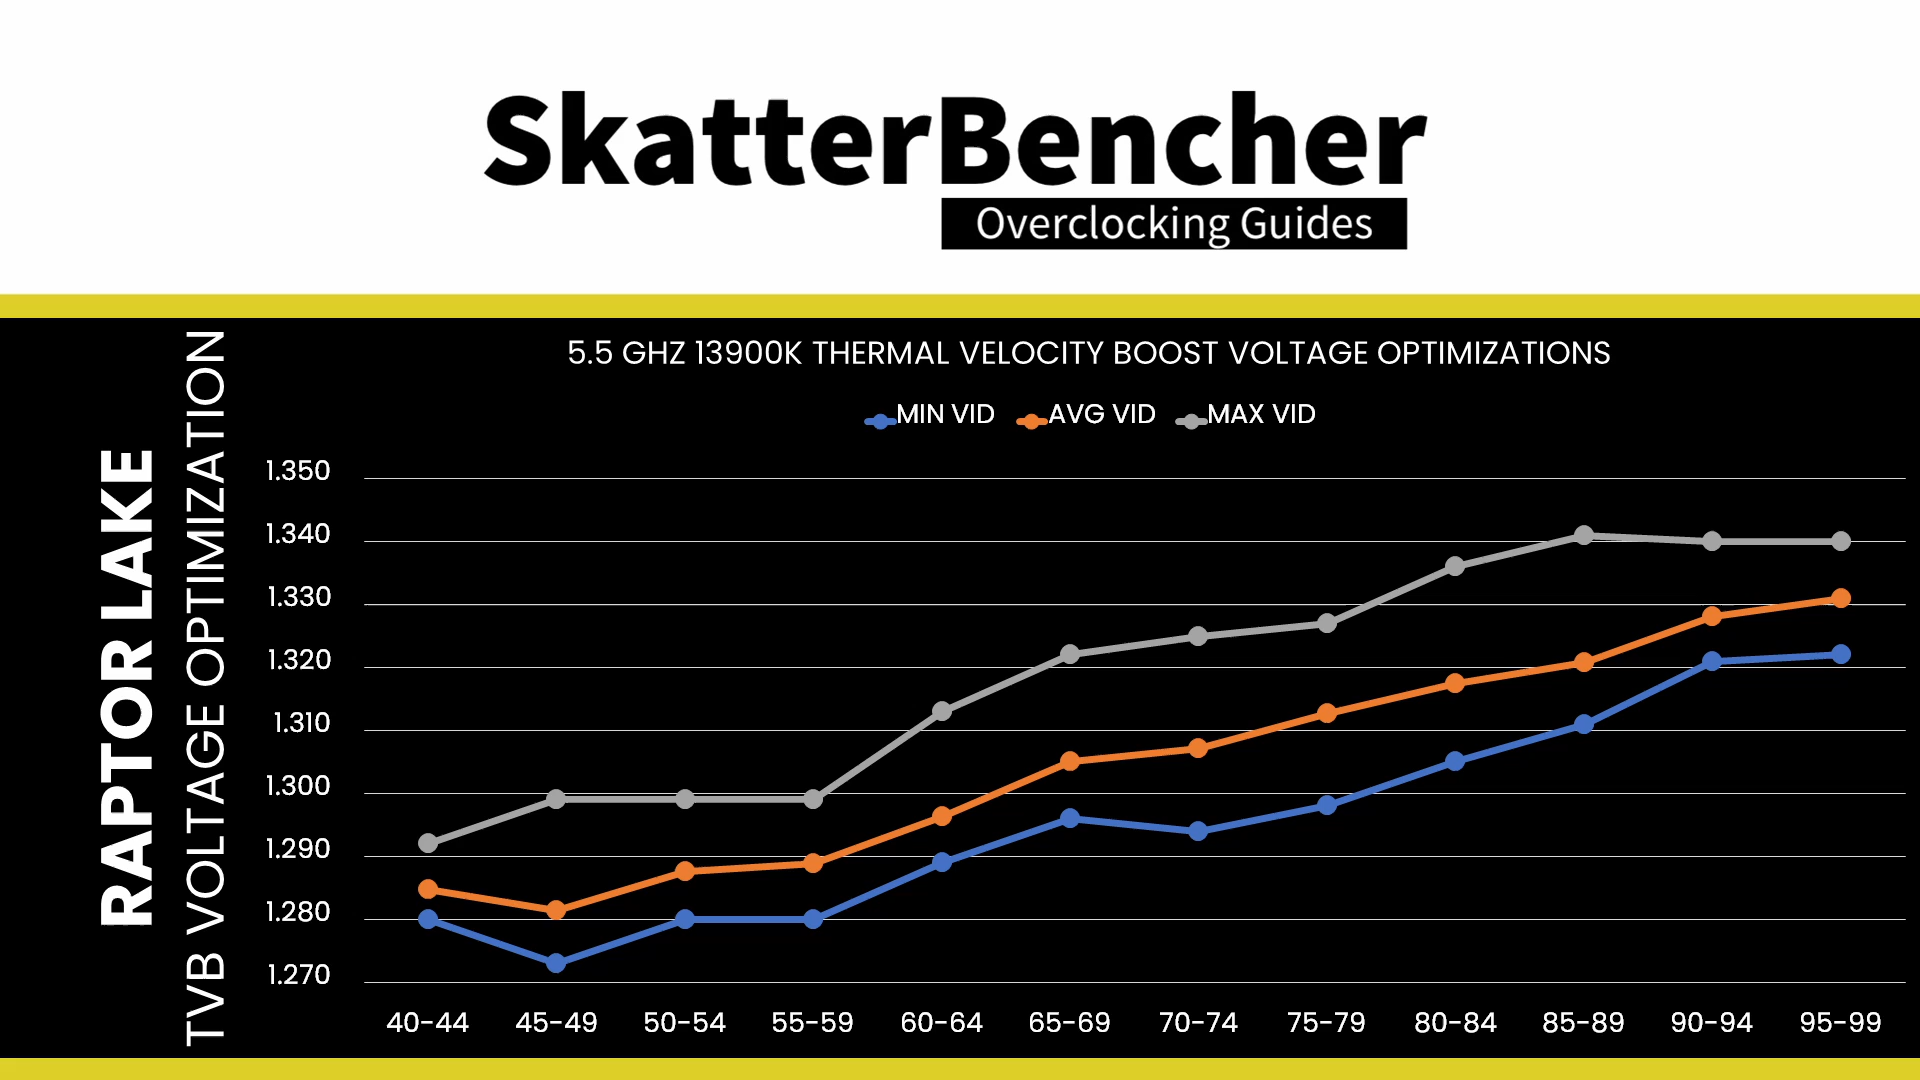 SkatterBencher
Overclocking Guides
RAPTOR LAKE
TVB VOLTAGE OPTIMIZATION
5.5 GHZ 13900K THERMAL VELOCITY BOOST VOLTAGE OPTIMIZATIONS
MIN VID AVG VID MAX VID
1.350
1.340
1.330
1.320
1.310
1.300
1.290
1.280
1.270
40-44 45-49 50-54 55-59 60-64 65-69 70-74 75-79 80-84 85-89 90-94 95-99